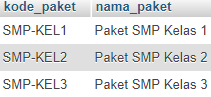 kode_paket nama_paket
SMP-KEL1 Paket SMP Kelas 1
SMP-KEL2 Paket SMP Kelas 2
SMP-KEL3 Paket SMP Kelas 3